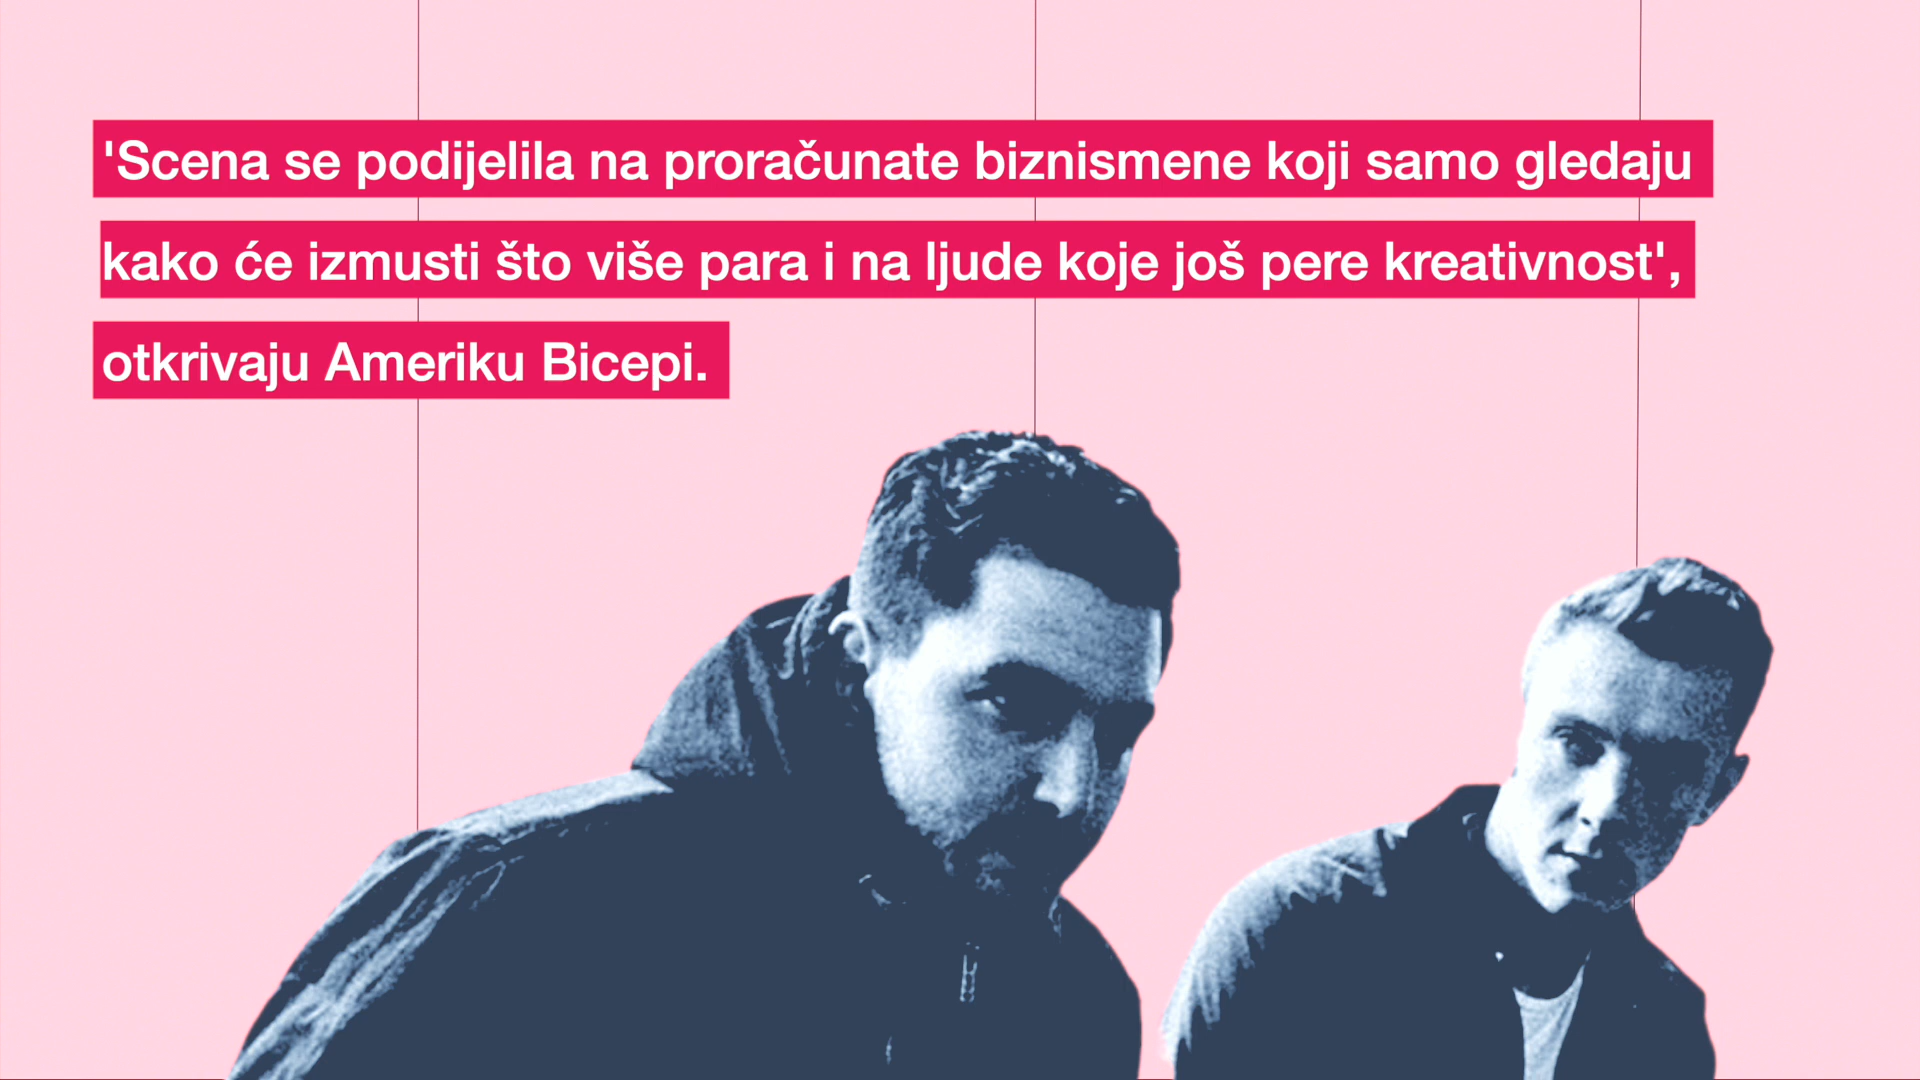 'Scena se podijelila na proračunate biznismene koji samo gledaju
kako će izmusti što više para i na ljude koje još pere kreativnost',
otkrivaju Ameriku Bicepi.